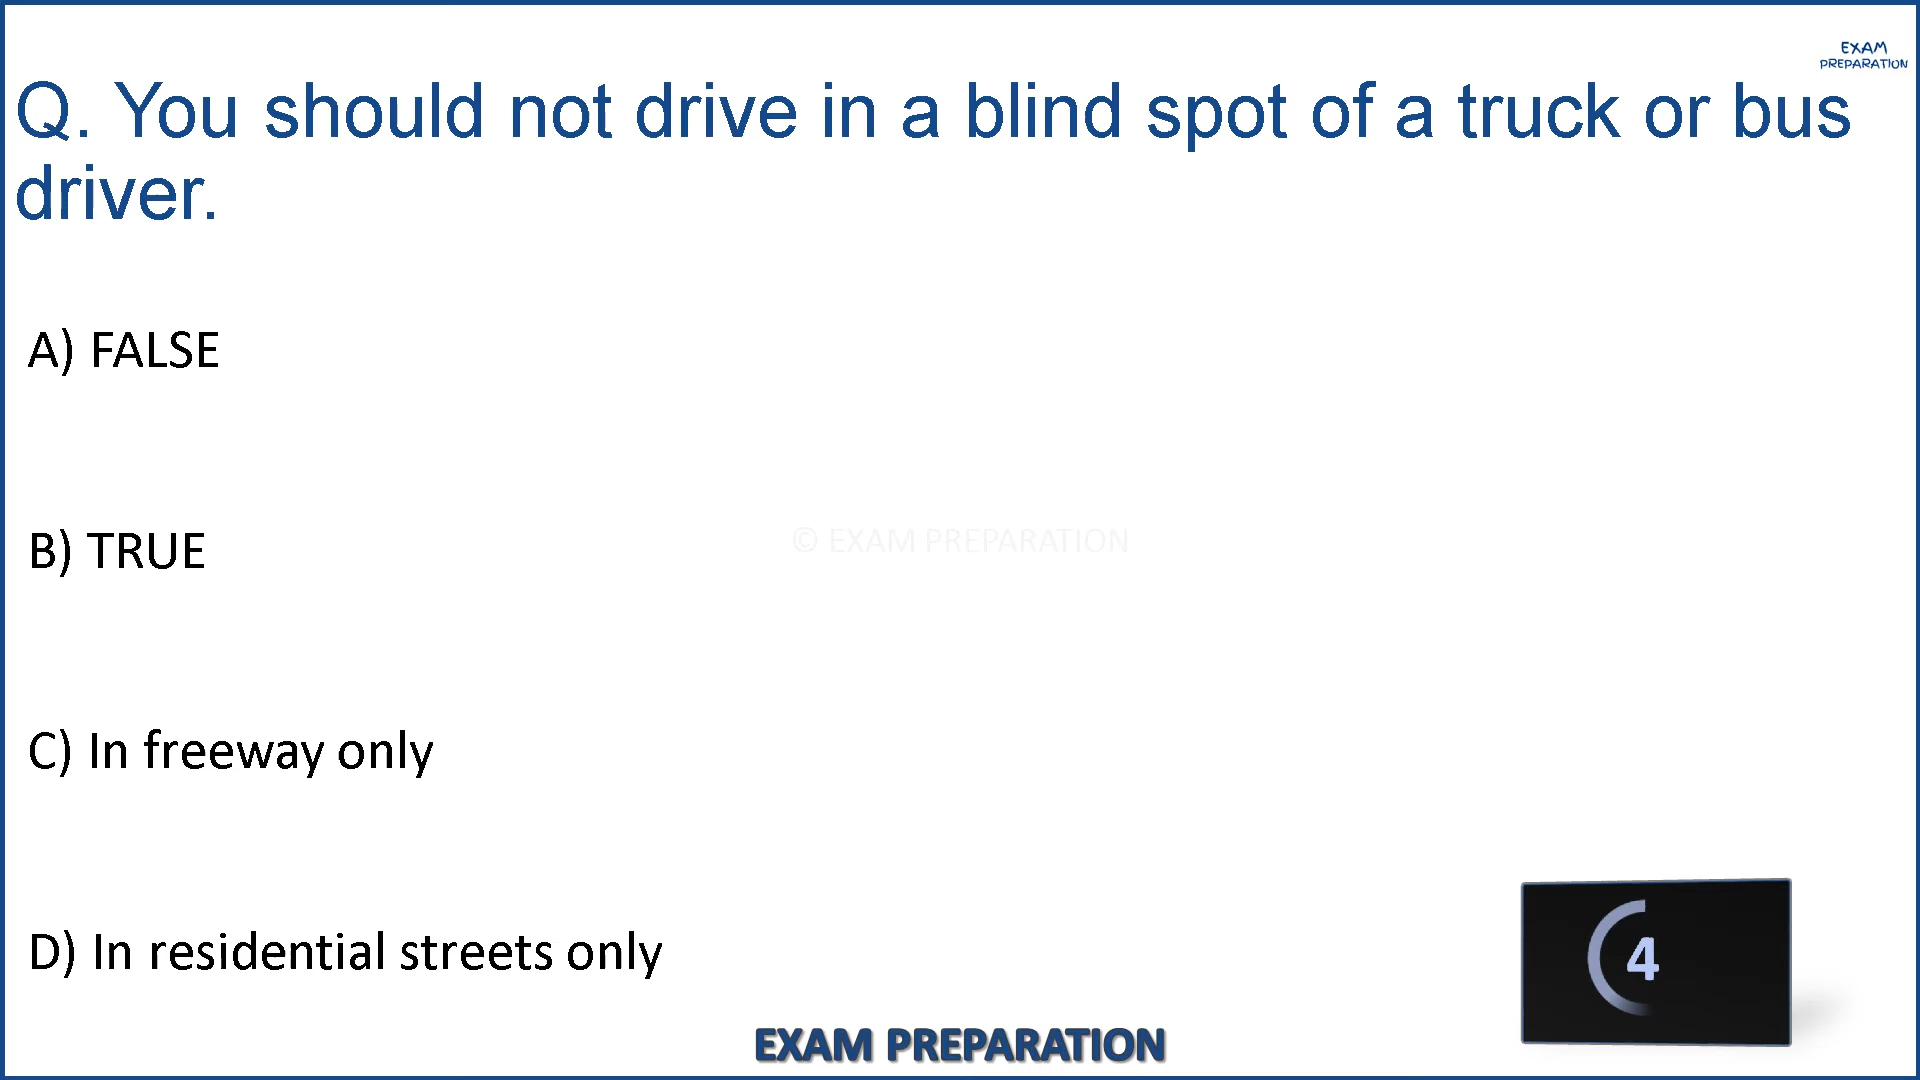 EXAM
PREPARATION
Q. You should not drive in a blind spot of a truck or bus
driver.
A) FALSE
B) TRUE
© EXAM PREPARATION
C) In freeway only
D) In residential streets only
4
EXAM PREPARATION